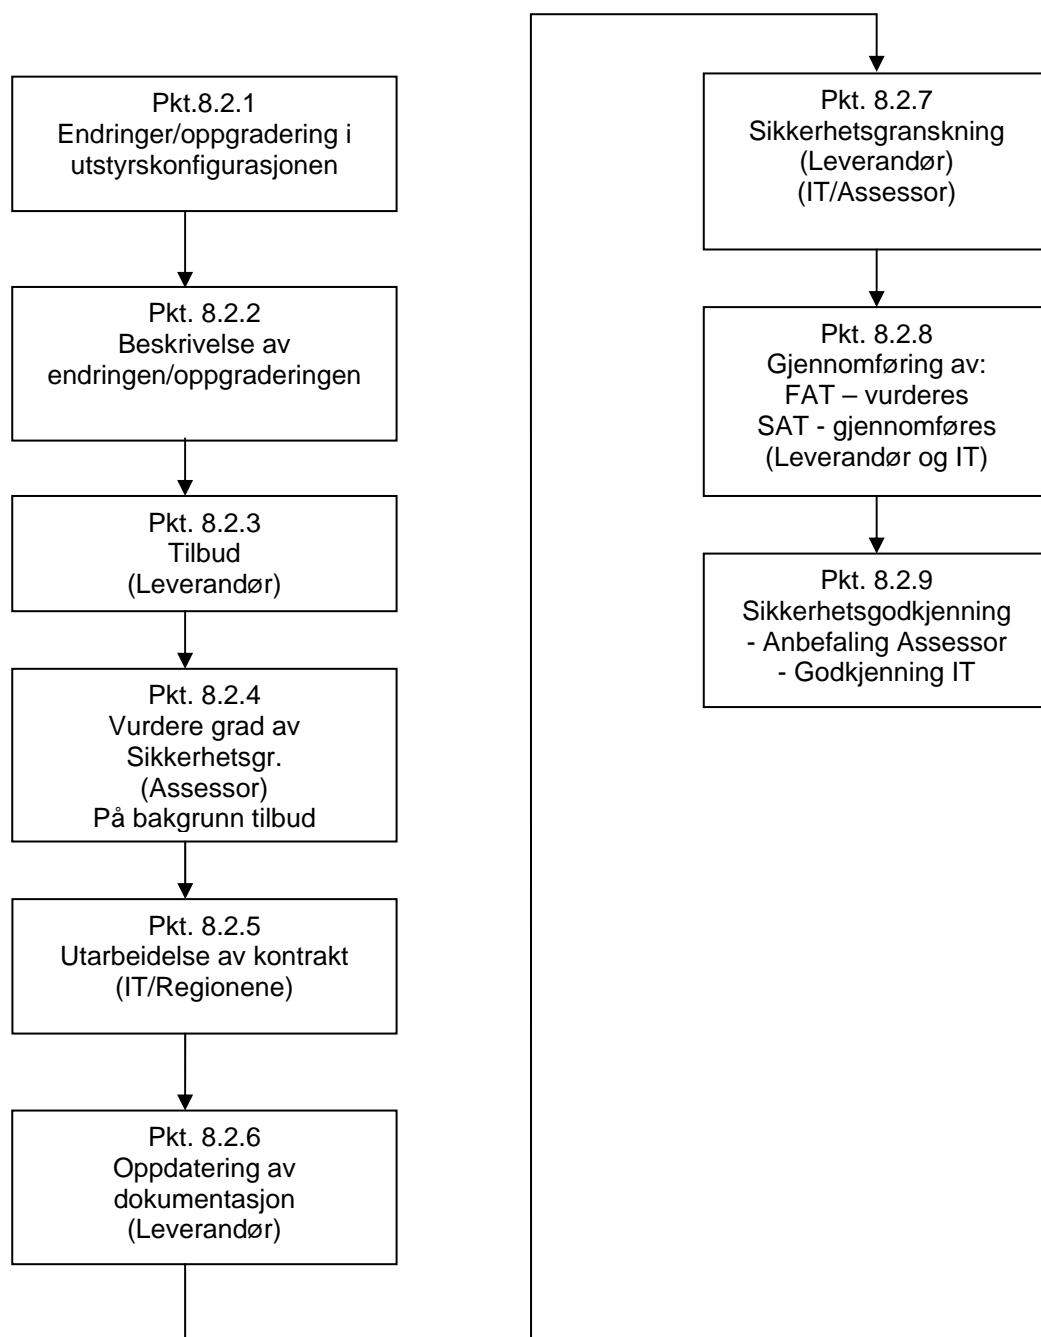 Pkt.8.2.1
Endringer/oppgradering i
utstyrskonfigurasjonen
Pkt. 8.2.2
Beskrivelse av
endringen/oppgraderingen
Pkt. 8.2.3
Tilbud
(Leverandør)
Pkt. 8.2.4
Vurdere grad av
Sikkerhetsgr.
(Assessor)
På bakgrunn tilbud
Pkt. 8.2.5
Utarbeidelse av kontrakt
(IT/Regionene)
Pkt. 8.2.6
Oppdatering av
dokumentasjon
(Leverandør)
Pkt. 8.2.7
Sikkerhetsgranskning
(Leverandør)
(IT/Assessor)
Pkt. 8.2.8
Gjennomføring av:
FAT – vurderes
SAT - gjennomføres
(Leverandør og IT)
Pkt. 8.2.9
Sikkerhetsgodkjenning
- Anbefaling Assessor
- Godkjenning IT